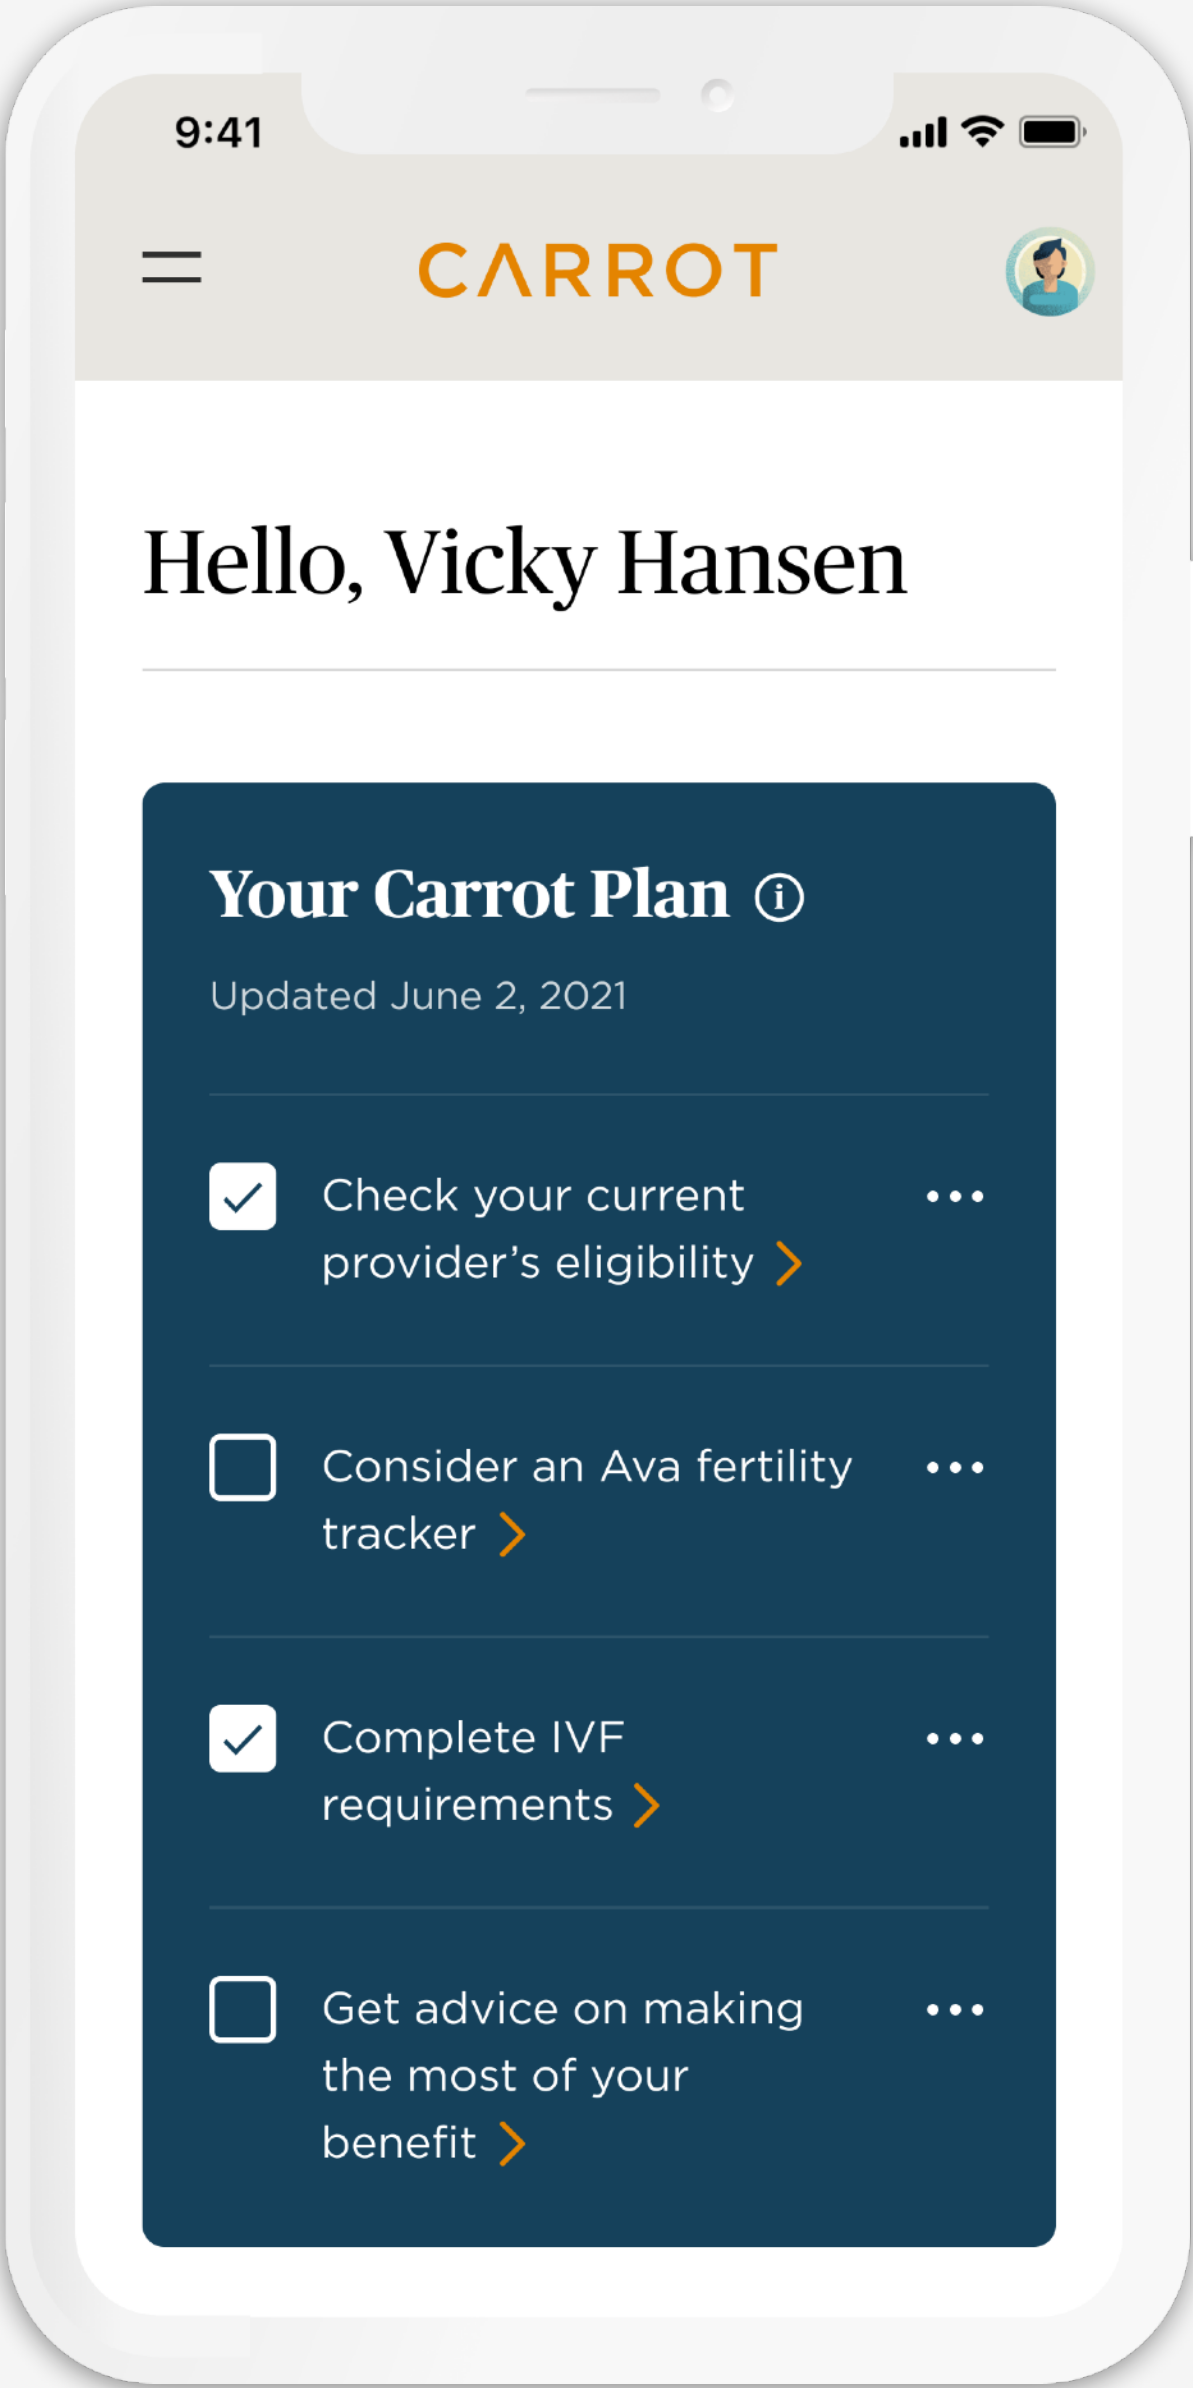 9:41
CARROT
Hello, Vicky Hansen
Your Carrot Plan
Updated June 2, 2021
Check your current
provider’s eligibility
Consider an Ava fertility
tracker
Complete IVF
requirements
Get advice on making
the most of your
benefit